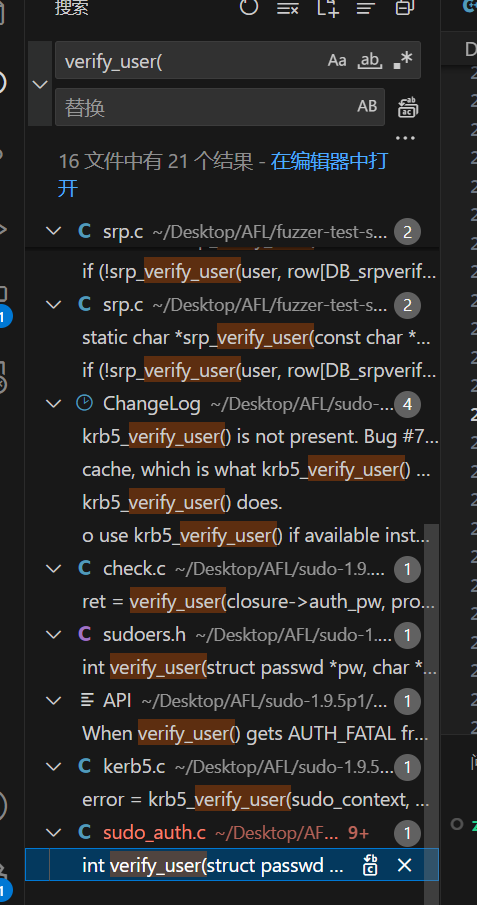 搜索
verify_user(
Aa ab .*
替换
AB
16 文件中有 21 个结果 - 在编辑器中打
开
C srp.c ~/Desktop/AFL/fuzzer-test-s... 2
if (!srp_verify_user(user, row[DB_srpverif...
C srp.c ~/Desktop/AFL/fuzzer-test-s... 2
static char *srp_verify_user(const char *...
if (!srp_verify_user(user, row[DB_srpverif...
ChangeLog ~/Desktop/AFL/sudo-... 4
krb5_verify_user() is not present. Bug #7...
cache, which is what krb5_verify_user() ...
krb5_verify_user() does.
o use krb5_verify_user() if available inst...
C check.c ~/Desktop/AFL/sudo-1.9.... 1
ret = verify_user(closure->auth_pw, pro...
C sudoers.h ~/Desktop/AFL/sudo-1.... 1
int verify_user(struct passwd *pw, char *...
API ~/Desktop/AFL/sudo-1.9.5p1/... 1
When verify_user() gets AUTH_FATAL fr...
C kerb5.c ~/Desktop/AFL/sudo-1.9.5... 1
error = krb5_verify_user(sudo_context, ...
C sudo_auth.c ~/Desktop/AF... 9+ 1
int verify_user(struct passwd ...